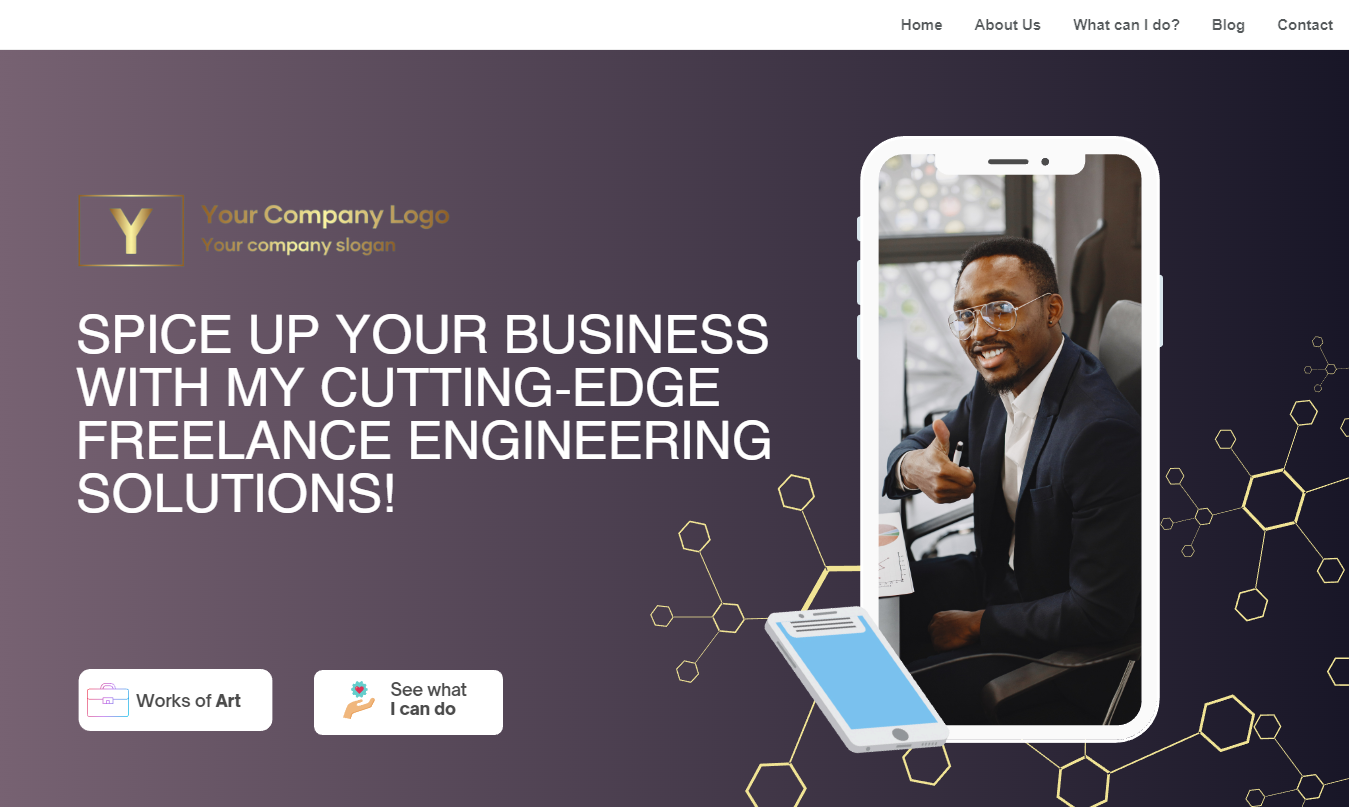 Home About Us What can I do? Blog Contact
Y
Your Company Logo
Your company slogan
SPICE UP YOUR BUSINESS
WITH MY CUTTING-EDGE
FREELANCE ENGINEERING
SOLUTIONS!
Works of Art
See what
I can do